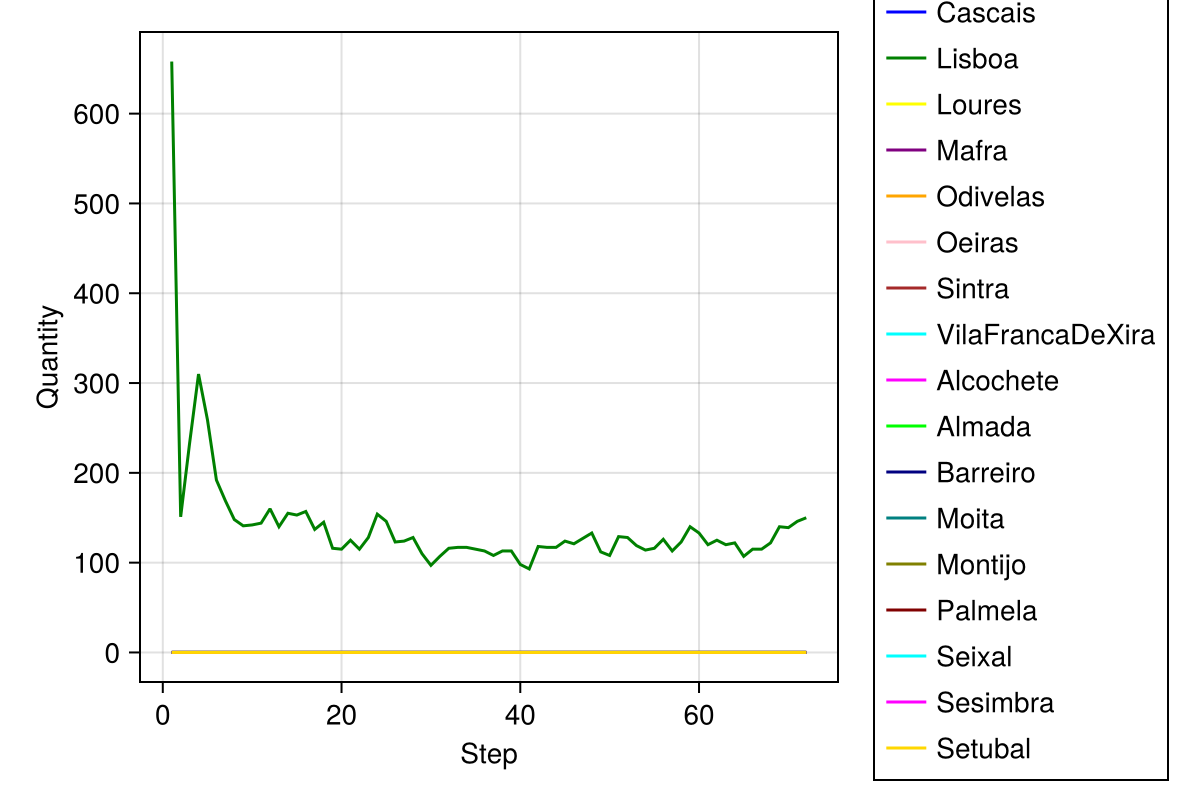 Cascais
Lisboa
Loures
Mafra
Odivelas
Oeiras
Sintra
VilaFrancaDeXira
Alcochete
Almada
Barreiro
Moita
Montijo
Palmela
Seixal
Sesimbra
Setubal
600
500
400
300
200
100
0
Quantity
0 20 40 60
Step